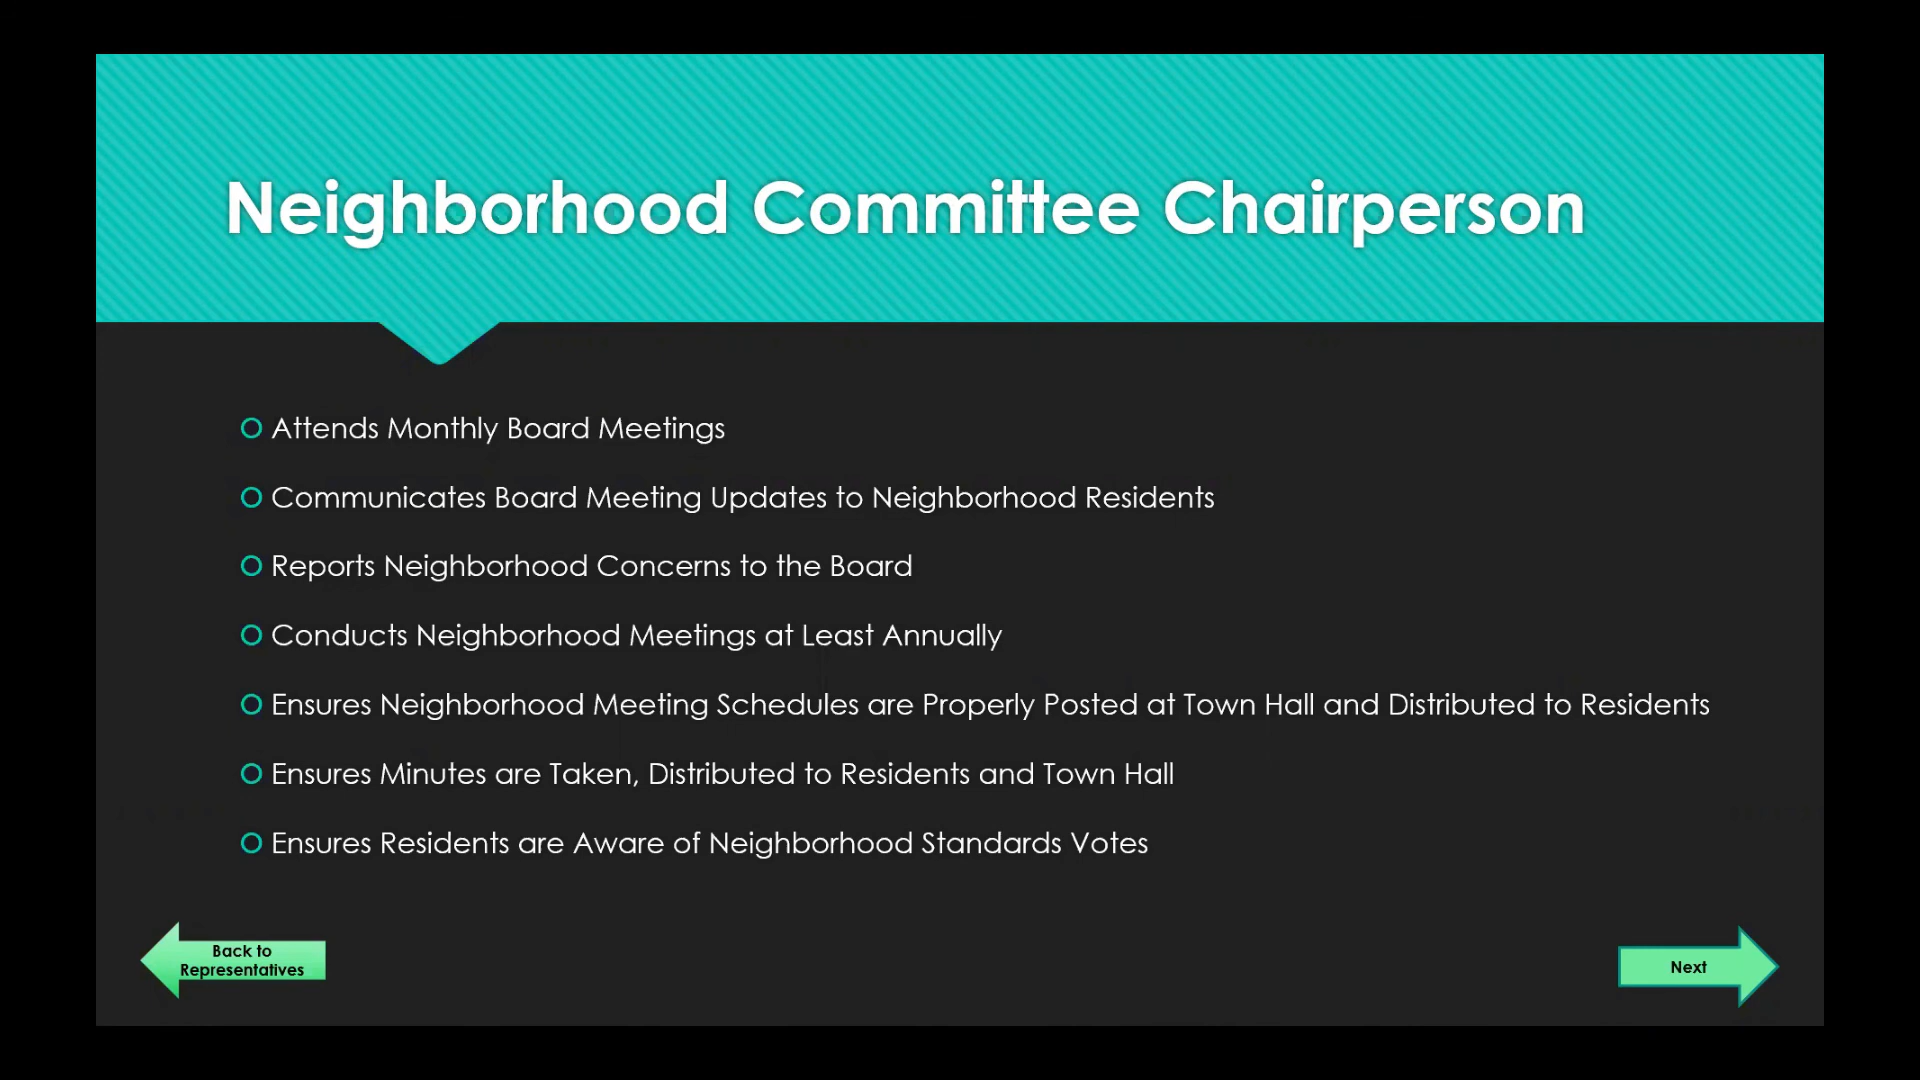 Neighborhood Committee Chairperson
Attends Monthly Board Meetings
Communicates Board Meeting Updates to Neighborhood Residents
Reports Neighborhood Concerns to the Board
Conducts Neighborhood Meetings at Least Annually
Ensures Neighborhood Meeting Schedules are Properly Posted at Town Hall and Distributed to Residents
Ensures Minutes are Taken, Distributed to Residents and Town Hall
Ensures Residents are Aware of Neighborhood Standards Votes
Back to
Representatives
Next